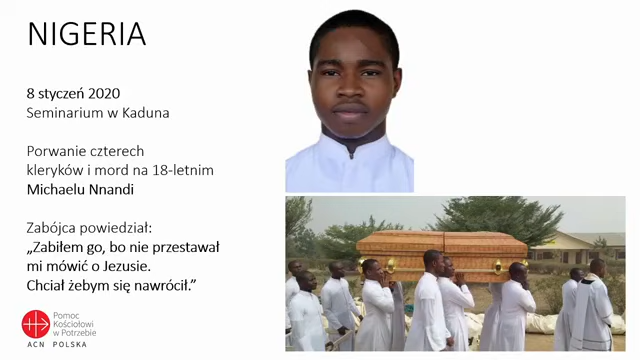 NIGERIA
8 styczeń 2020
Seminarium w Kaduna
Porwanie czterech
kleryków i mord na 18-letnim
Michaelu Nnandi
Zabójca powiedział:
„Zabiłem go, bo nie przestawał
mi mówić o Jezusie.
Chciał żebym się nawrócił.”
Pomoc
Kościołowi
w Potrzebie
ACN POLSKA